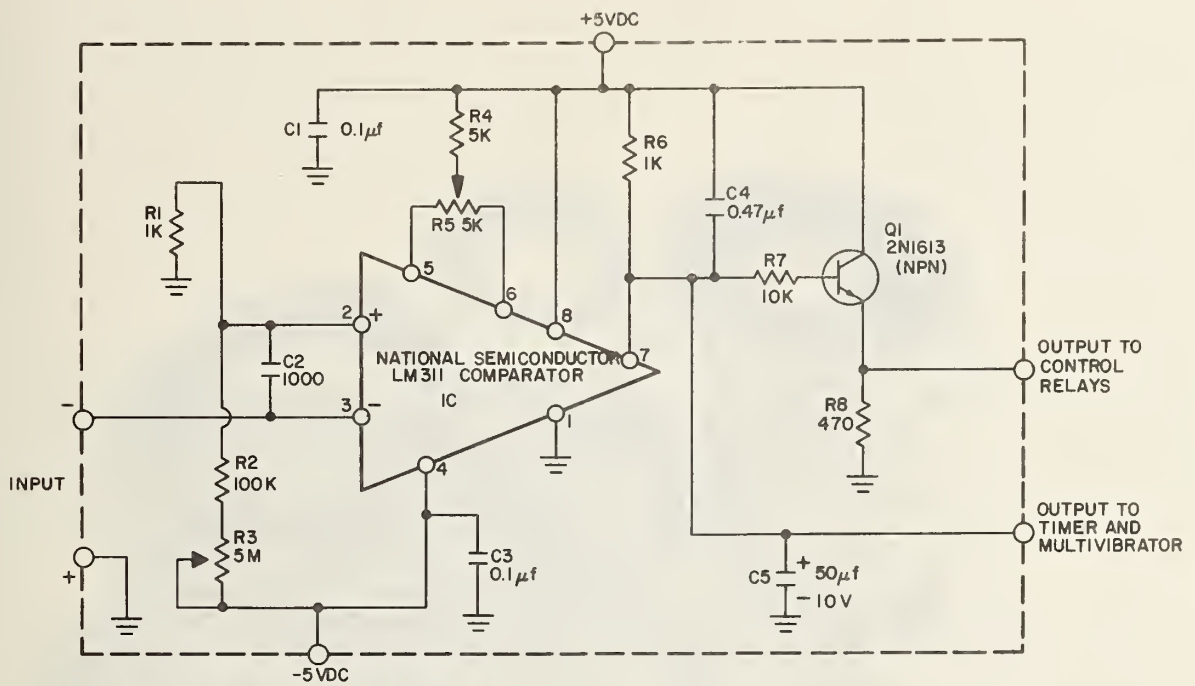 +5VDC
C1 0.1µf
R4
5K
R6
1K
C4
0.47µf
R1
1K
R5 5K
Q1
2N1613
(NPN)
R7
10K
5
6
8
2 +
7
NATIONAL SEMICONDUCTOR
LM311 COMPARATOR
IC
C2
1000
3 -
1
4
-
OUTPUT TO
CONTROL
RELAYS
R8
470
INPUT
R2
100K
R3
5M
+
C3
0.1µf
OUTPUT TO
TIMER AND
MULTIVIBRATOR
C5 + 50µf
- 10V
-5VDC